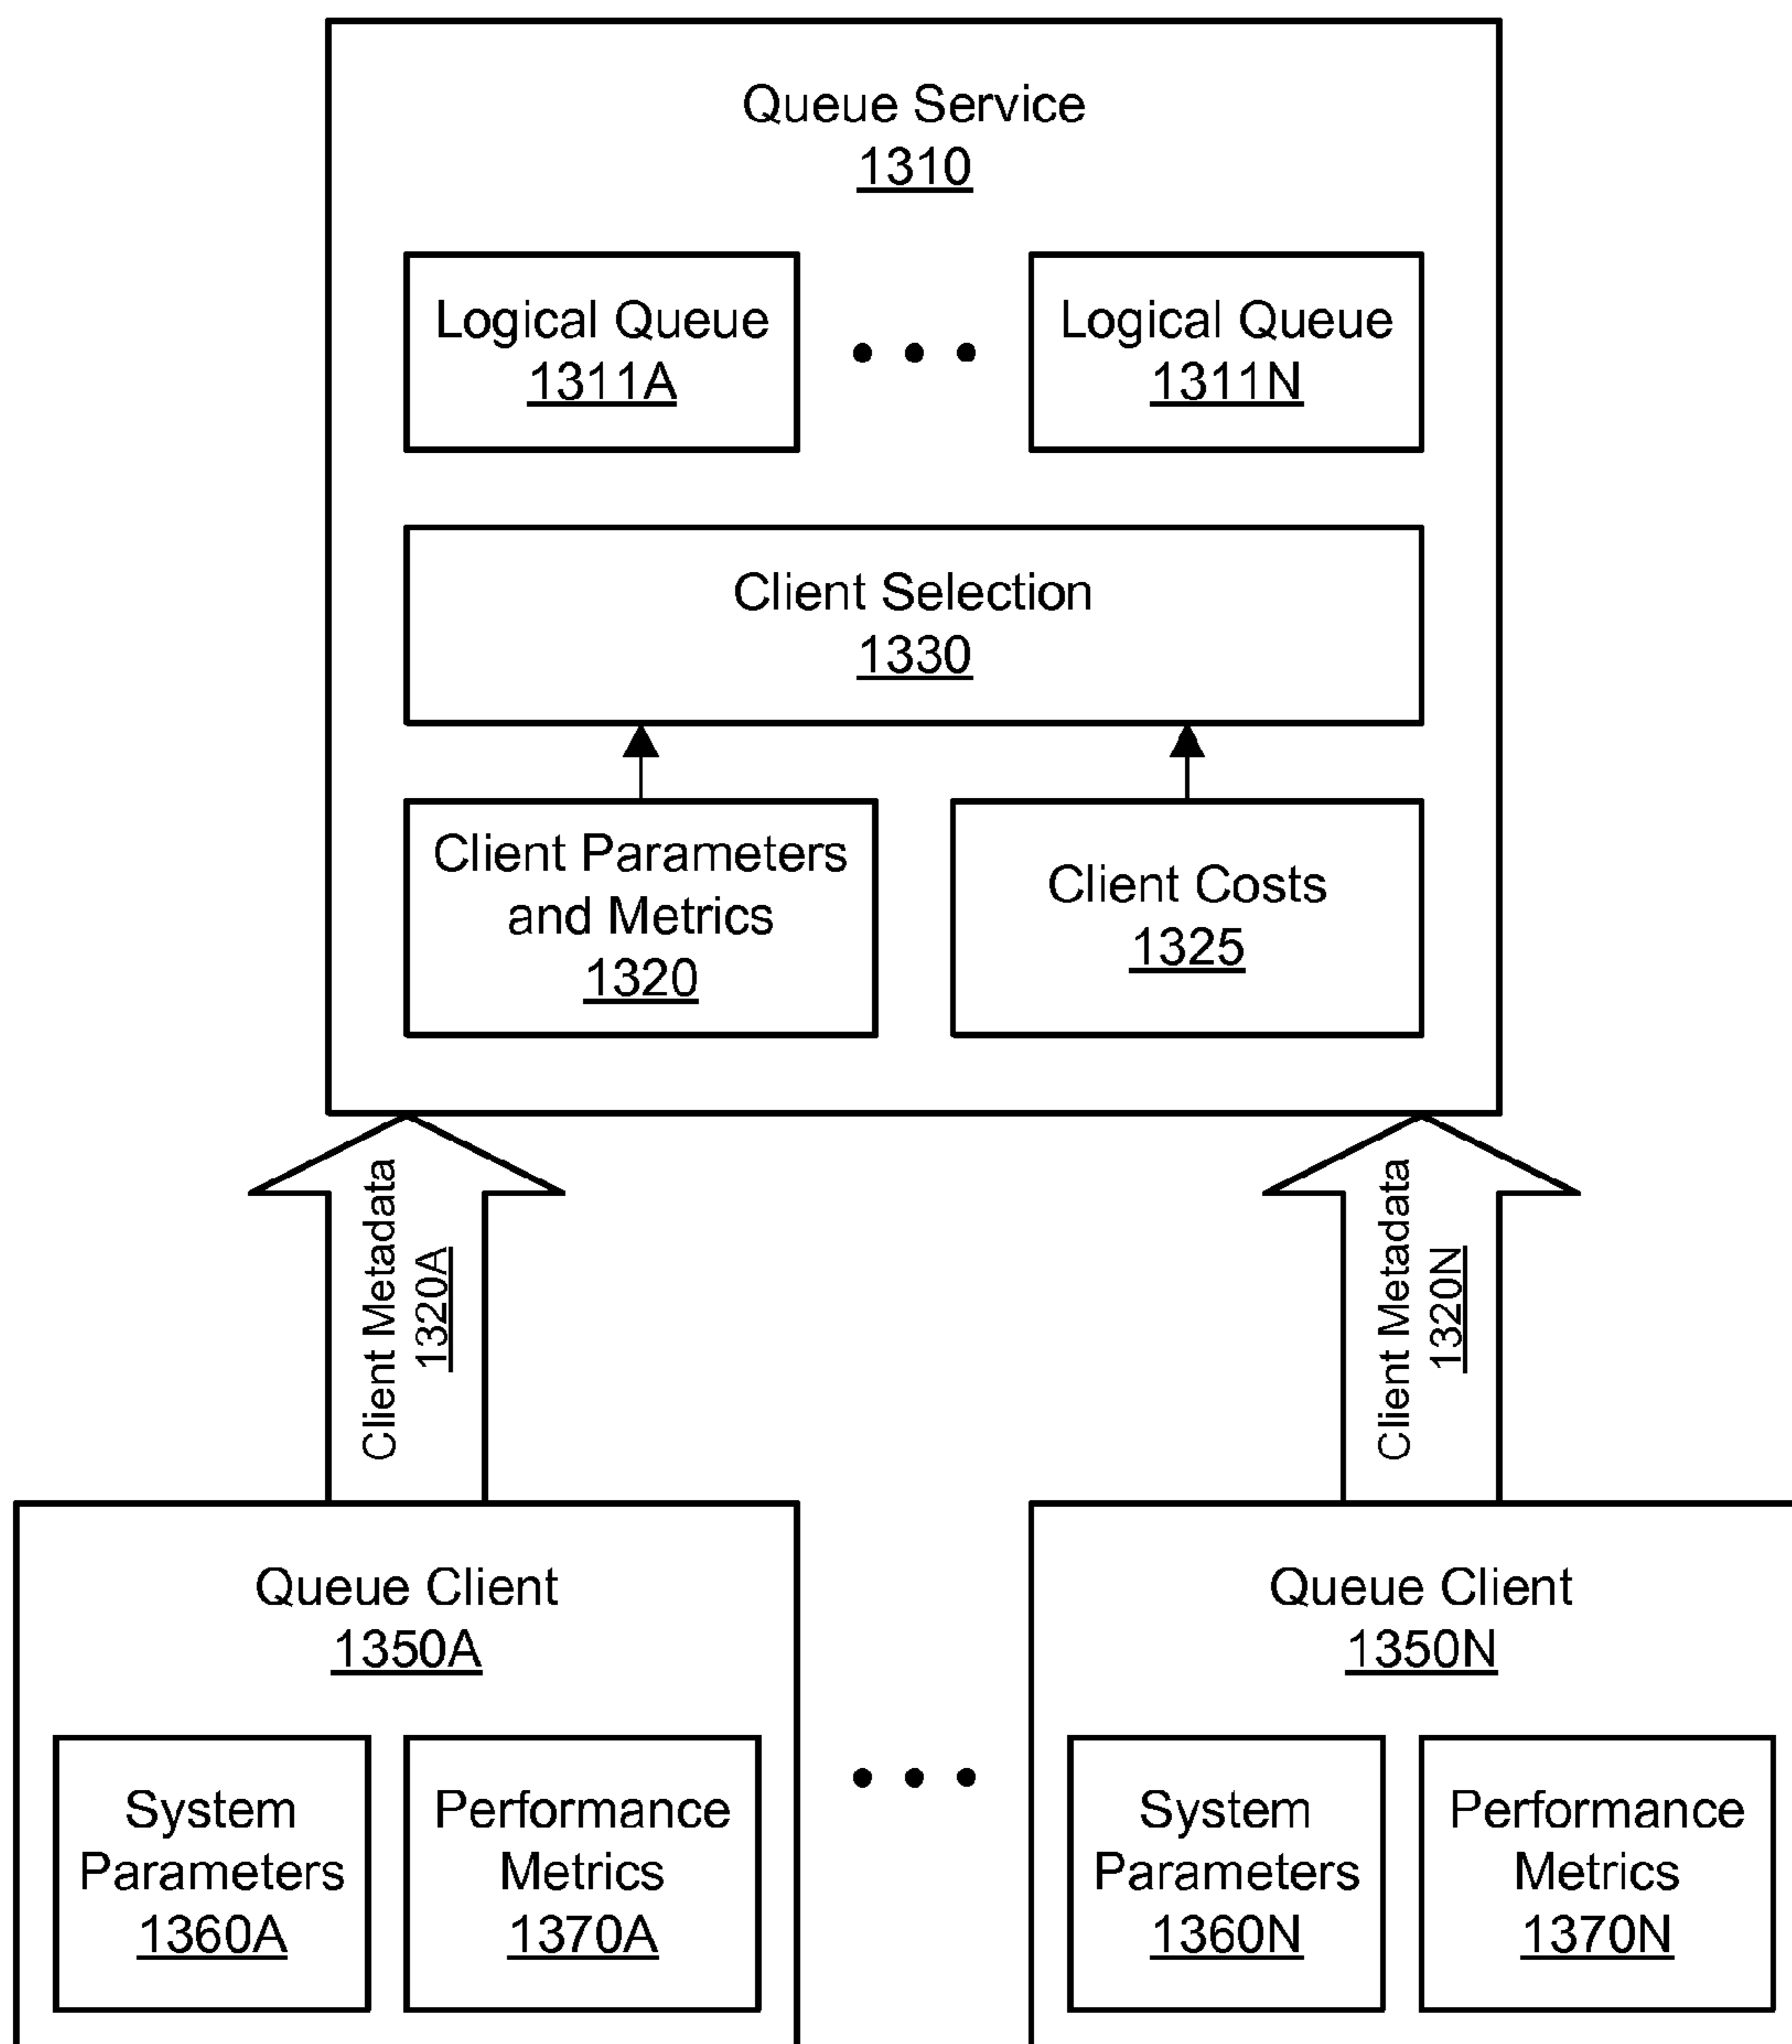 Queue Service
1310
Logical Queue
1311A
Logical Queue
1311N
Client Selection
1330
Client Parameters
and Metrics
1320
Client Costs
1325
Client Metadata
1320A
Client Metadata
1320N
Queue Client
1350A
System
Parameters
1360A
Performance
Metrics
1370A
Queue Client
1350N
System
Parameters
1360N
Performance
Metrics
1370N